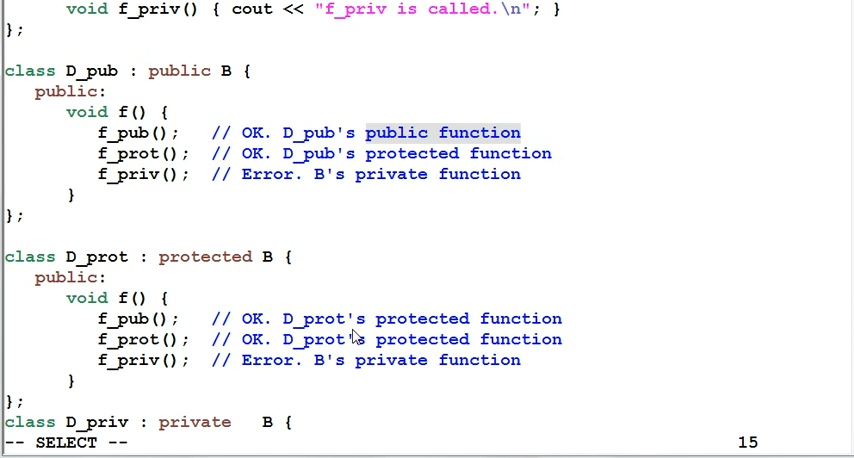 void f_priv() { cout << "f_priv is called.\n"; }
};
class D_pub : public B {
public:
void f() {
f_pub(); // OK. D_pub's public function
f_prot(); // OK. D_pub's protected function
f_priv(); // Error. B's private function
}
};
class D_prot : protected B {
public:
void f() {
f_pub(); // OK. D_prot's protected function
f_prot(); // OK. D_prot's protected function
f_priv(); // Error. B's private function
}
};
class D_priv : private B {
-- SELECT -- 15